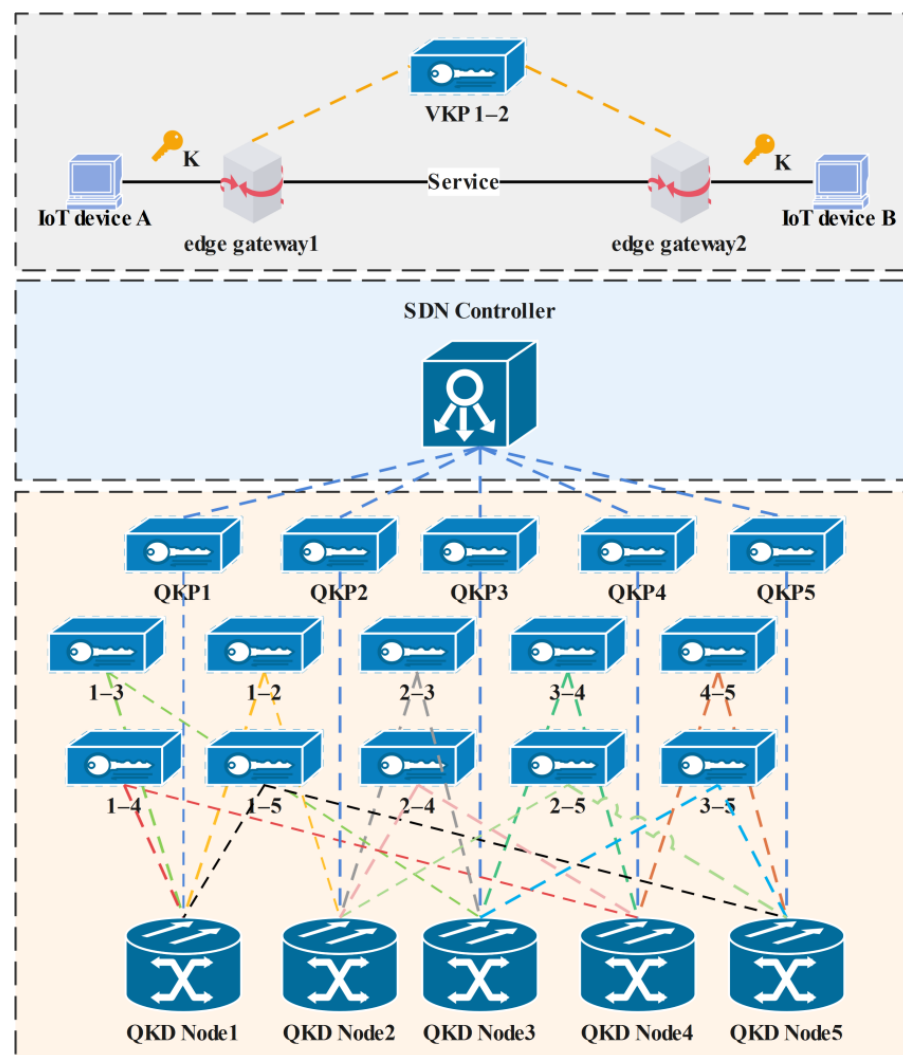 VKP 1–2
K
K
Service
IoT device A
IoT device B
edge gateway1
edge gateway2
SDN Controller
QKP1
QKP2
QKP3
QKP4
QKP5
1–3
1–2
2–3
3–4
4–5
1–4
1–5
2–4
2–5
3–5
QKD Node1
QKD Node2
QKD Node3
QKD Node4
QKD Node5